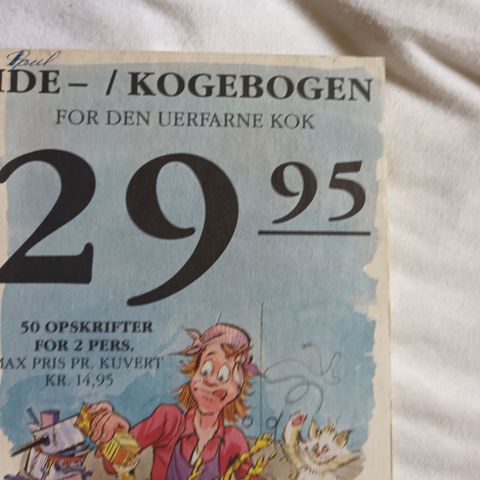 Paul
IDE- / KOGEBOGEN
FOR DEN UERFARNE KOK
29 95
50 OPSKRIFTER
FOR 2 PERS.
MAX PRIS PR. KUVERT
KR. 14,95